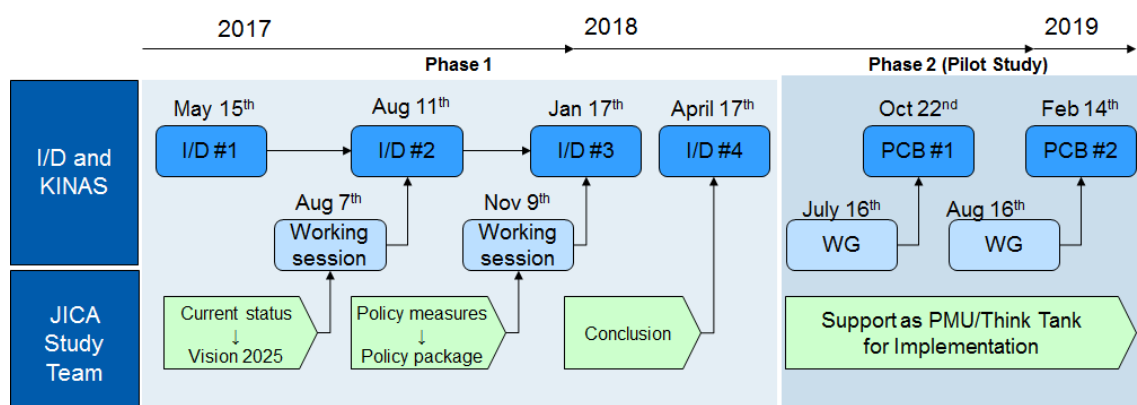 2017
2018
2019
Phase 1
Phase 2 (Pilot Study)
I/D and
KINAS
May 15th
I/D #1
Aug 11th
I/D #2
Jan 17th
I/D #3
April 17th
I/D #4
Oct 22nd
PCB #1
Feb 14th
PCB #2
Aug 7th
Working
session
Nov 9th
Working
session
July 16th
WG
Aug 16th
WG
JICA
Study
Team
Current status
↓
Vision 2025
Policy measures
↓
Policy package
Conclusion
Support as PMU/Think Tank
for Implementation